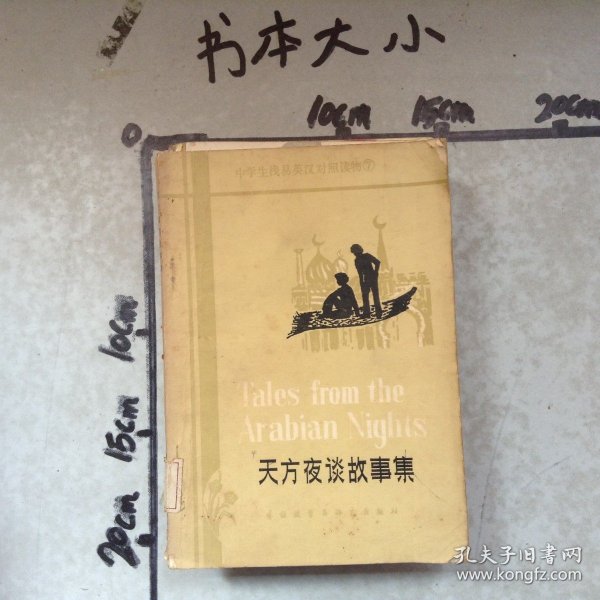 书本大小
10cm 15cm 20cm
0
10cm
15cm
20cm
中学生浅易英汉对照读物⑦
Tales from the
Arabian Nights
天方夜谈故事集
孔夫子旧书网
www.kongfz.com